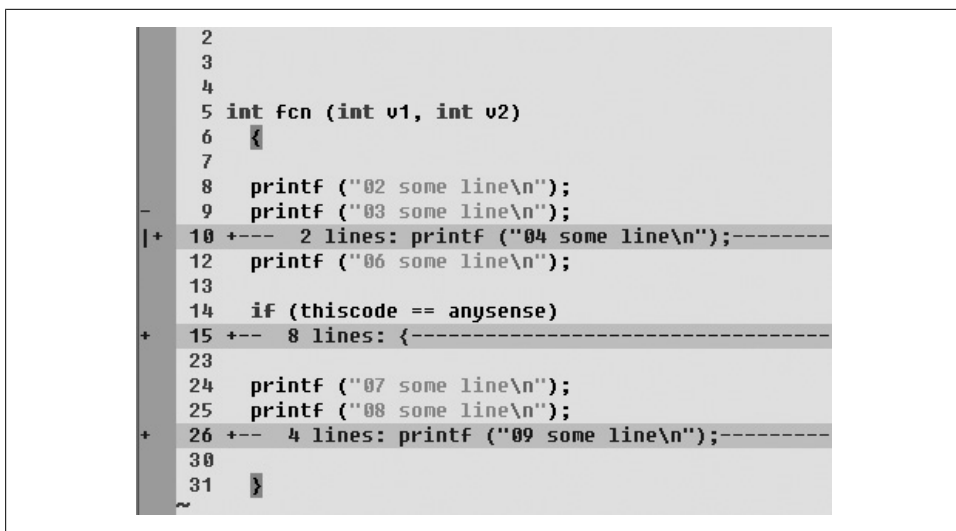 2
3
4
5 int fcn (int v1, int v2)
6 {
7
8 printf ("02 some line\n");
- 9 printf ("03 some line\n");
|+ 10 +--- 2 lines: printf ("04 some line\n");--------
12 printf ("06 some line\n");
13
14 if (thiscode == anysense)
+ 15 +-- 8 lines: {-----------------------------------
23
24 printf ("07 some line\n");
25 printf ("08 some line\n");
+ 26 +-- 4 lines: printf ("09 some line\n");---------
30
31 }
~